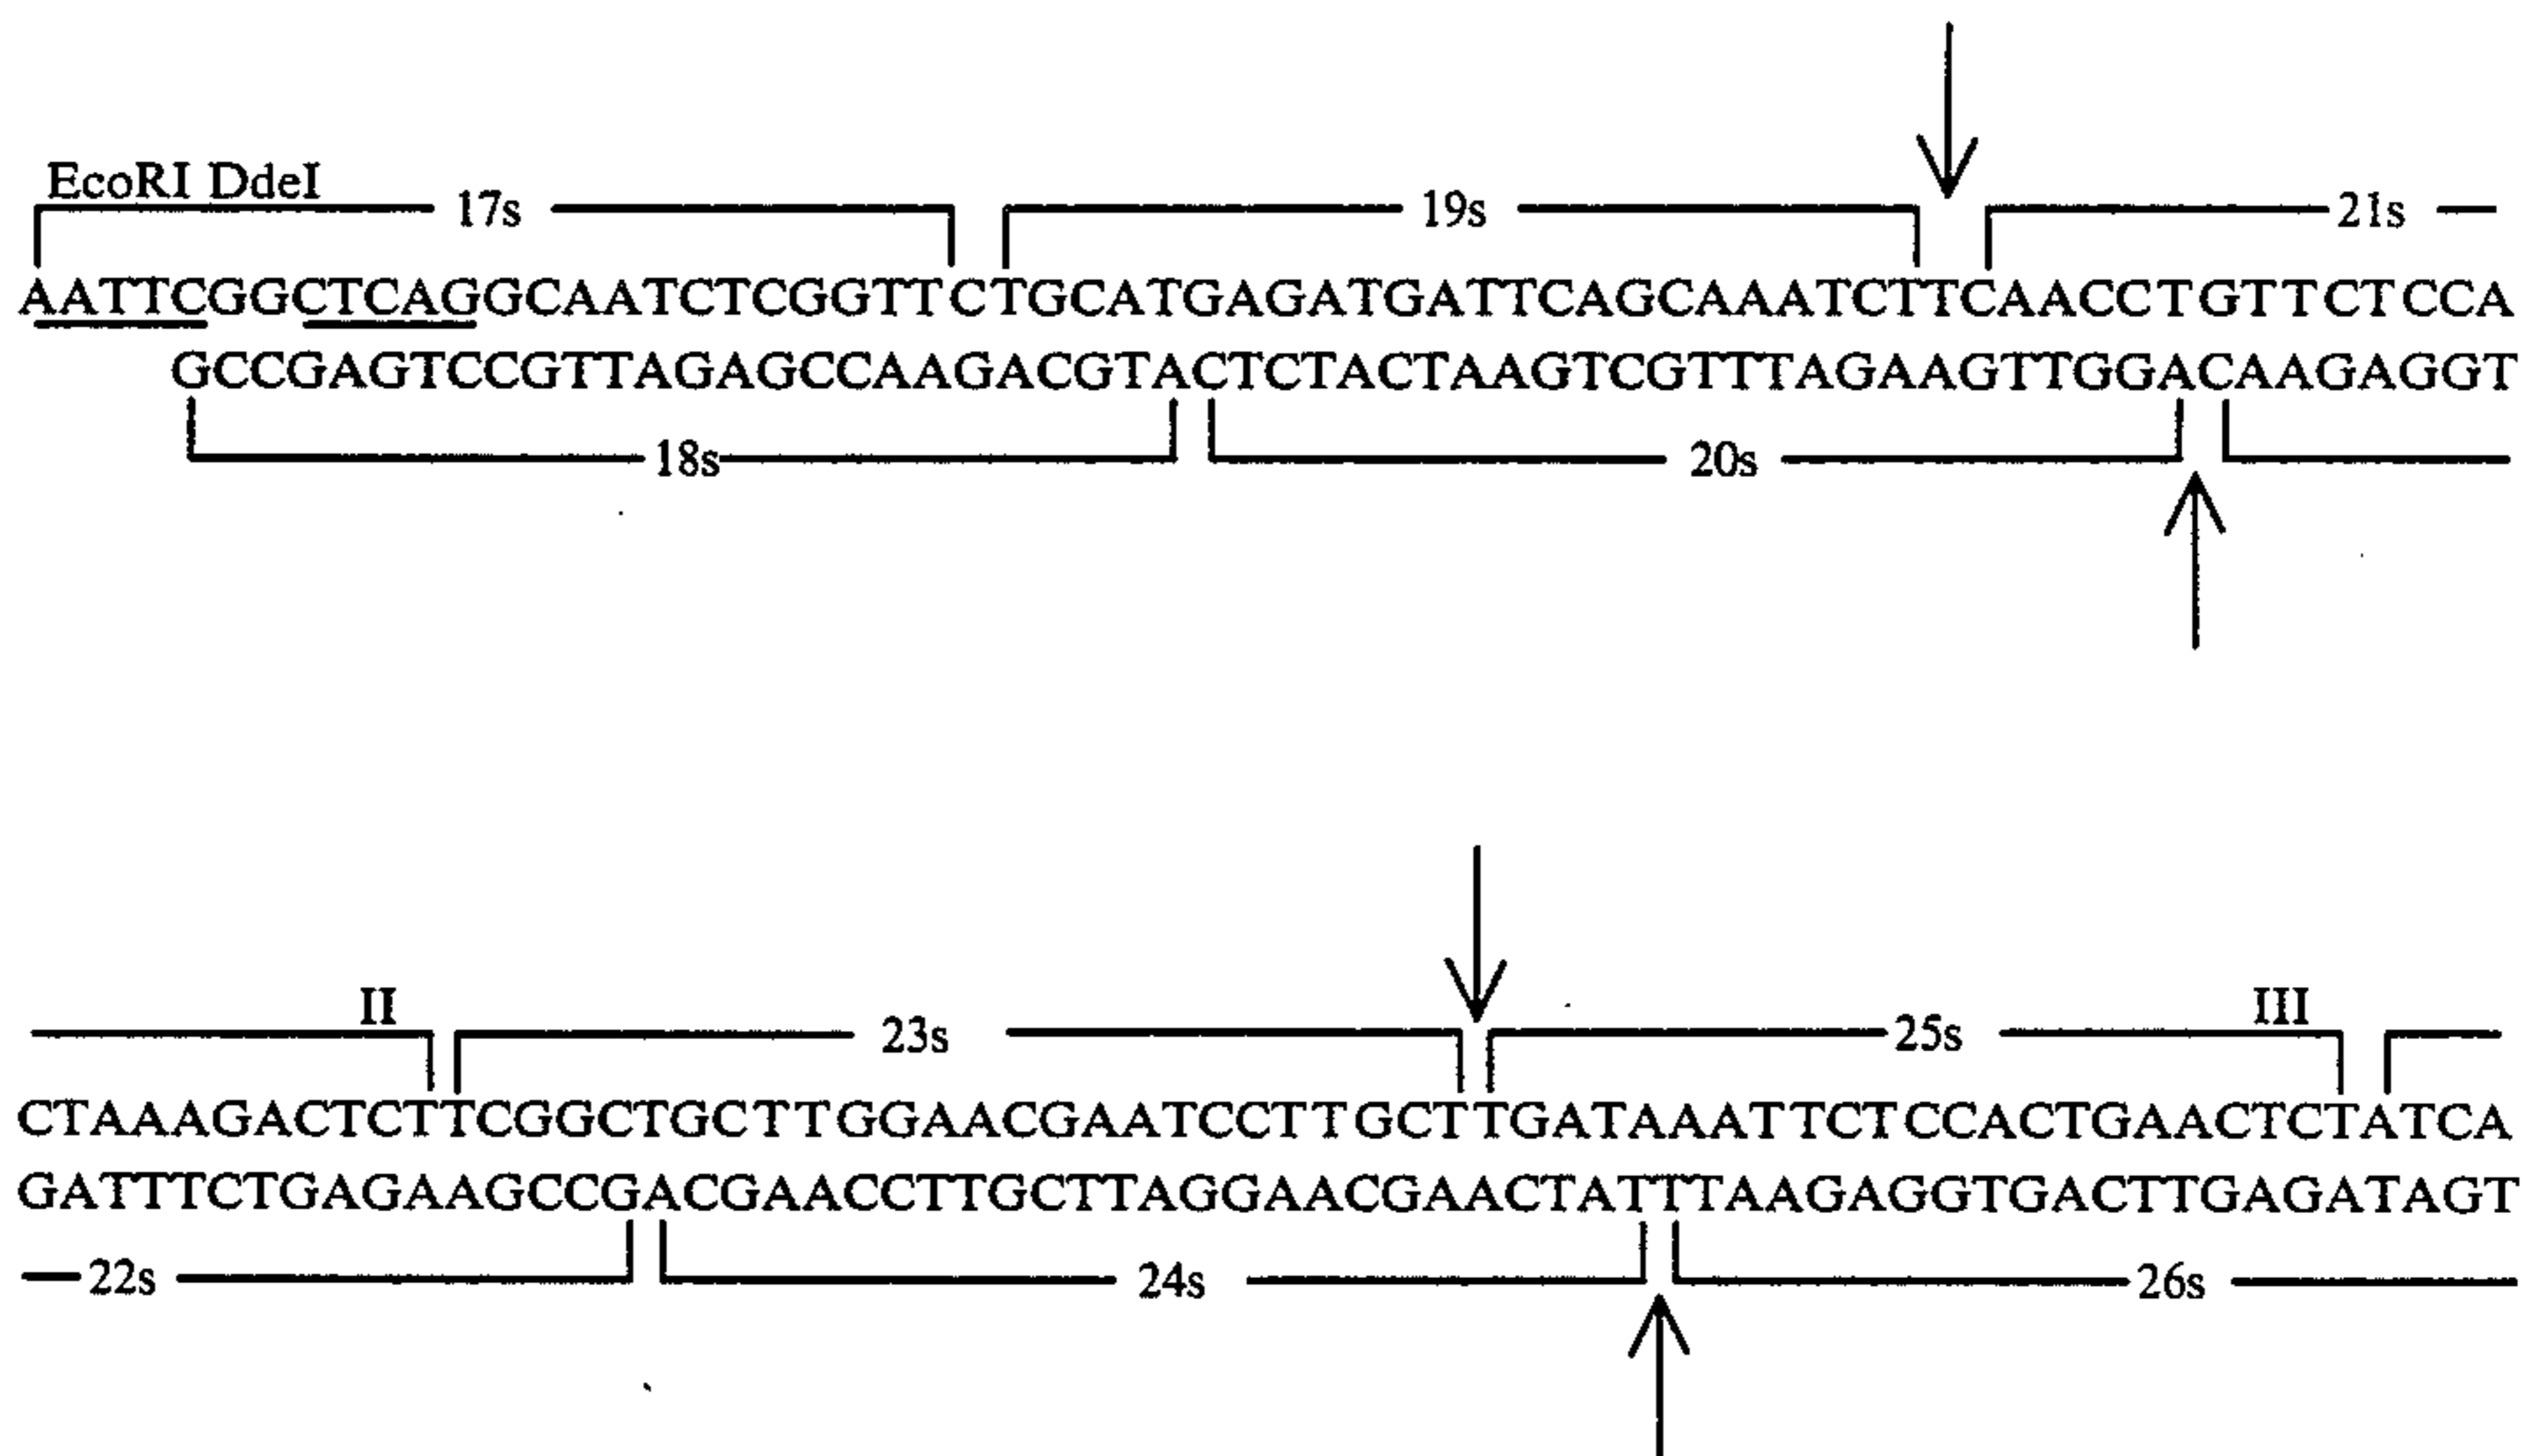 EcoRI DdeI
17s 19s 21s
AATTCGGCTCAGGCAATCTCGGTTCTGCATGAGATGATTCAGCAAATCTTCAACCTGTTCTCCA
GCCGAGTCCGTTAGAGCCAAGACGTACTCTACTAAGTCGTTTAGAAGTTGGACAAGAGGT
18s 20s
II III
23s 25s
CTAAAGACTCTTCGGCTGCTTGGAACGAATCCTTGCTTGATAAATTCTCCACTGAACTCTATCA
GATTTCTGAGAAGCCGACGAACCTTGCTTAGGAACGAACTATTTAAGAGGTGACTTGAGATAGT
22s 24s 26s